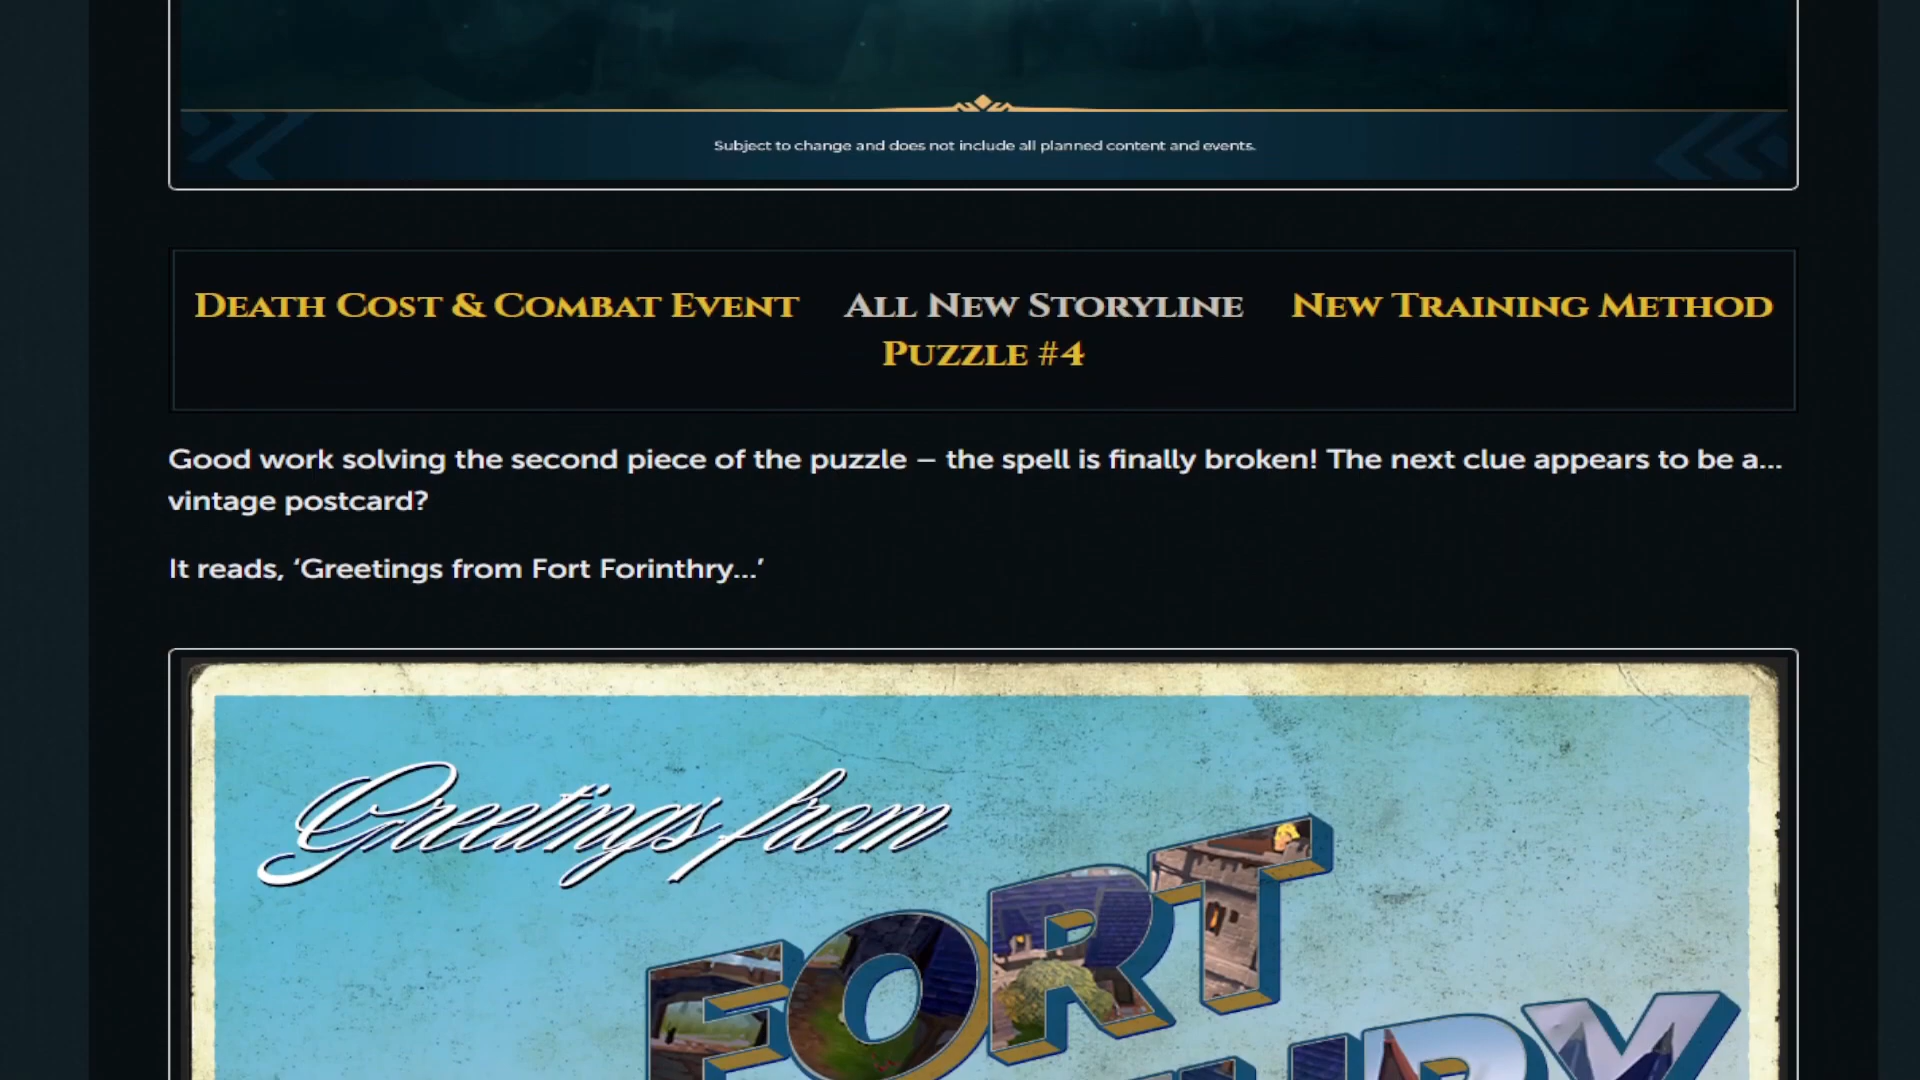 Subject to change and does not include all planned content and events.
Death Cost & Combat Event All New Storyline New Training Method
Puzzle #4
Good work solving the second piece of the puzzle – the spell is finally broken! The next clue appears to be a...
vintage postcard?
It reads, ‘Greetings from Fort Forinthry...’
Greetings from
FORT